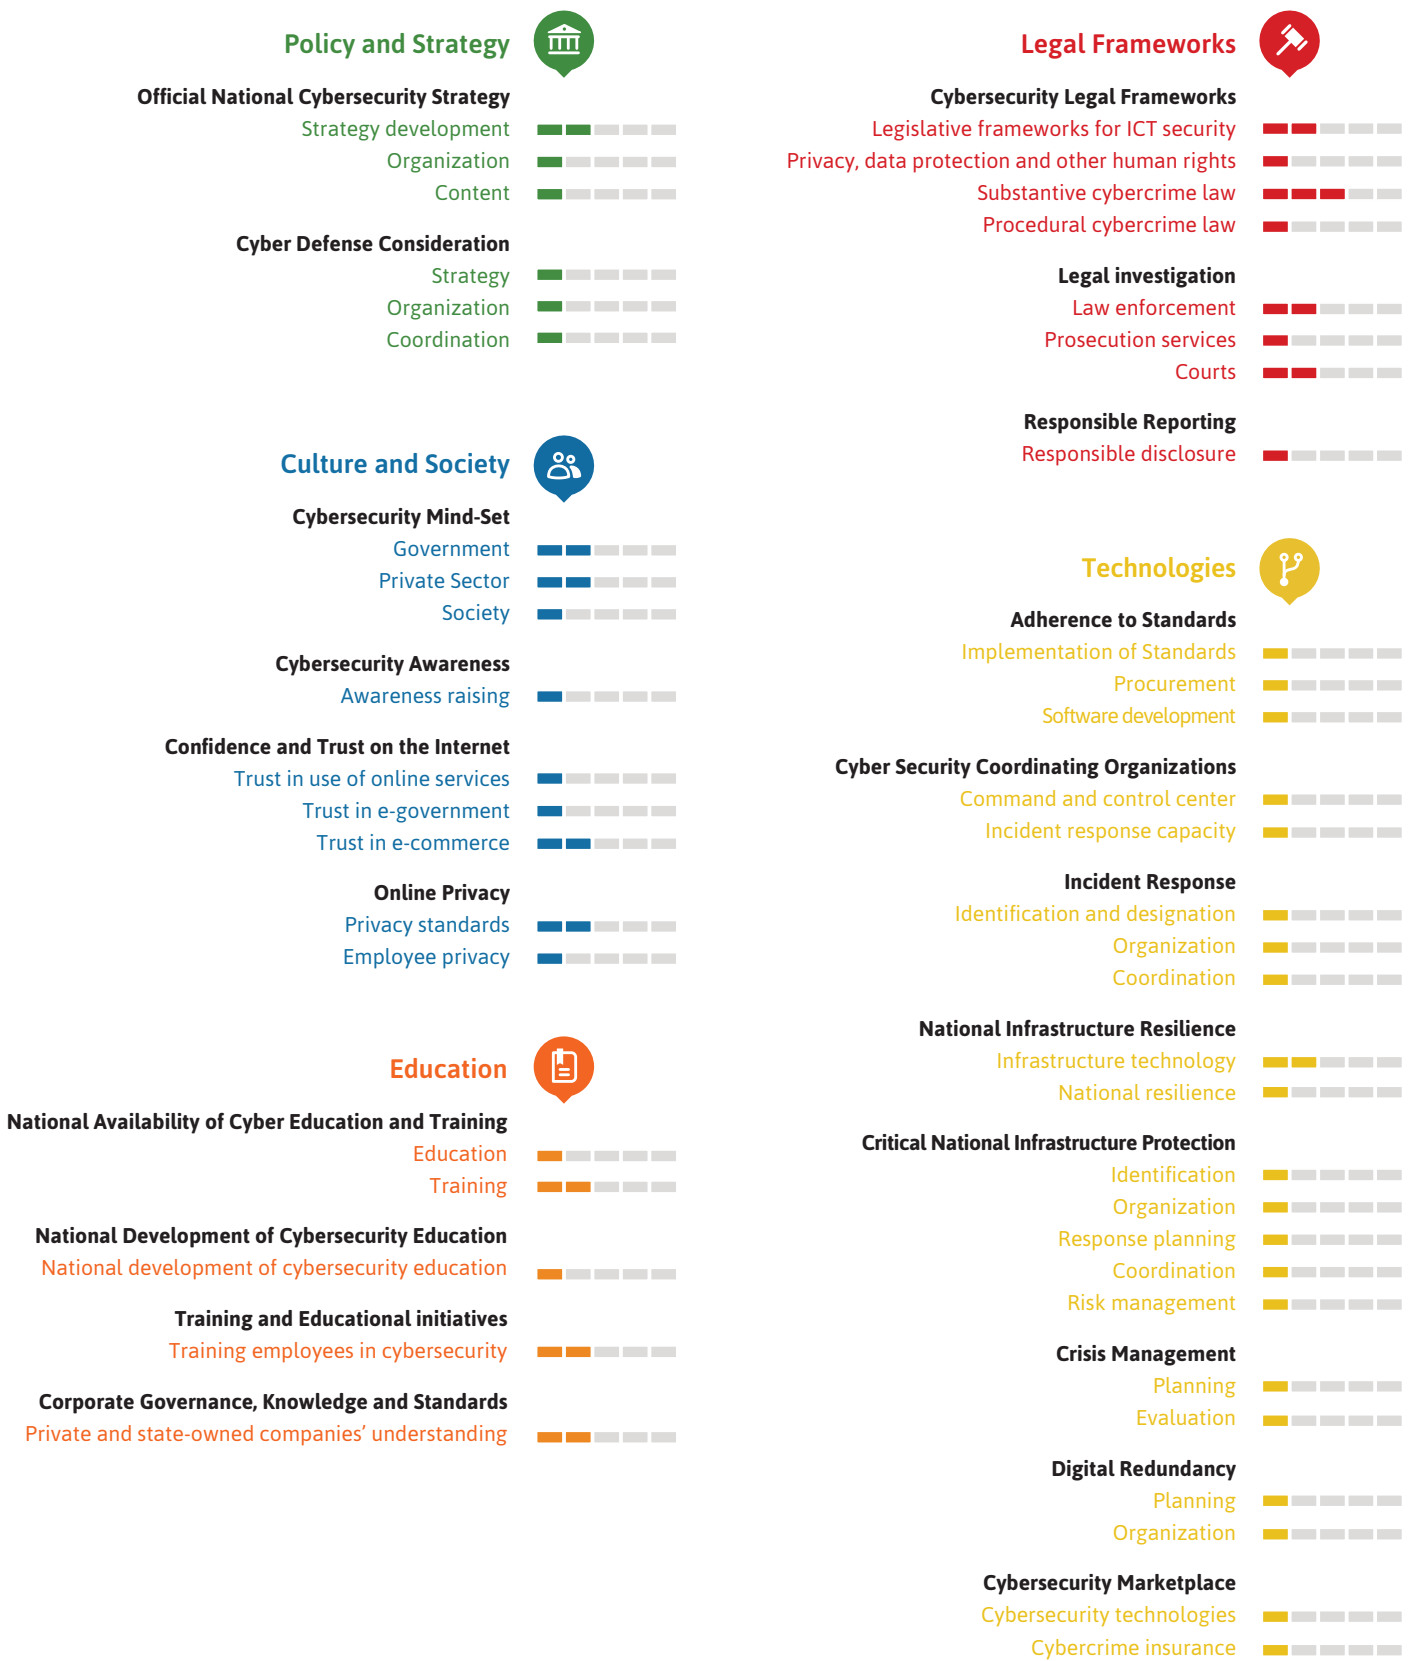 Policy and Strategy
Official National Cybersecurity Strategy
Strategy development
Organization
Content
Cyber Defense Consideration
Strategy
Organization
Coordination
Culture and Society
Cybersecurity Mind-Set
Government
Private Sector
Society
Cybersecurity Awareness
Awareness raising
Confidence and Trust on the Internet
Trust in use of online services
Trust in e-government
Trust in e-commerce
Online Privacy
Privacy standards
Employee privacy
Education
National Availability of Cyber Education and Training
Education
Training
National Development of Cybersecurity Education
National development of cybersecurity education
Training and Educational initiatives
Training employees in cybersecurity
Corporate Governance, Knowledge and Standards
Private and state-owned companies’ understanding
Legal Frameworks
Cybersecurity Legal Frameworks
Legislative frameworks for ICT security
Privacy, data protection and other human rights
Substantive cybercrime law
Procedural cybercrime law
Legal investigation
Law enforcement
Prosecution services
Courts
Responsible Reporting
Responsible disclosure
Technologies
Adherence to Standards
Implementation of Standards
Procurement
Software development
Cyber Security Coordinating Organizations
Command and control center
Incident response capacity
Incident Response
Identification and designation
Organization
Coordination
National Infrastructure Resilience
Infrastructure technology
National resilience
Critical National Infrastructure Protection
Identification
Organization
Response planning
Coordination
Risk management
Crisis Management
Planning
Evaluation
Digital Redundancy
Planning
Organization
Cybersecurity Marketplace
Cybersecurity technologies
Cybercrime insurance